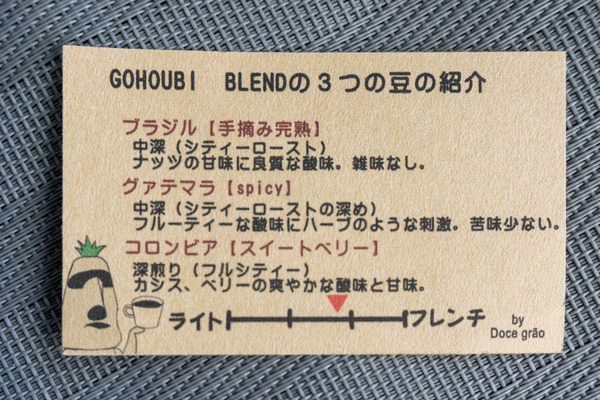 GOHOUBI BLENDの3つの豆の紹介
ブラジル【手摘み完熟】
中深（シティーロースト）
ナッツの甘味に良質な酸味。雑味なし。
グァテマラ【spicy】
中深（シティーローストの深め）
フルーティーな酸味にハーブのような刺激。苦味少ない。
コロンビア【スイートベリー】
深煎り（フルシティー）
カシス、ベリーの爽やかな酸味と甘味。
ライト フレンチ
by
Doce grão